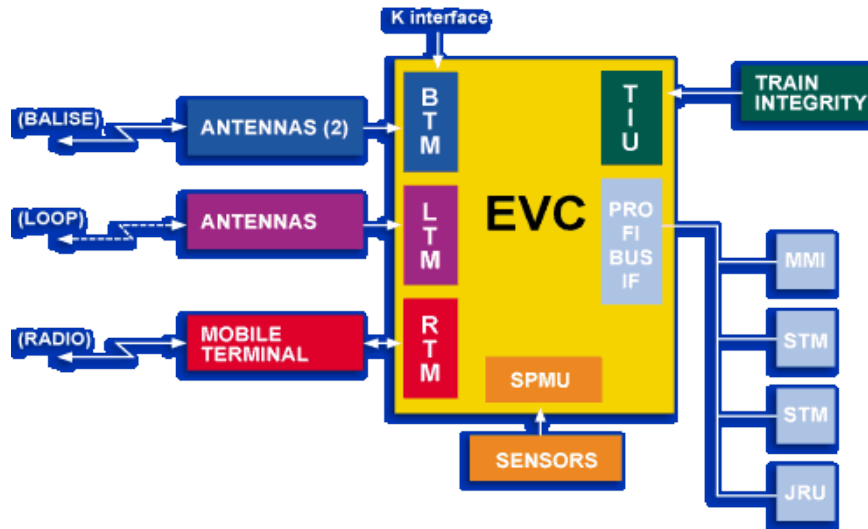 K interface
(BALISE)
ANTENNAS (2)
B
T
M
T
I
U
TRAIN
INTEGRITY
(LOOP)
ANTENNAS
L
T
M
EVC
PRO
FI
BUS
IF
MMI
(RADIO)
MOBILE
TERMINAL
R
T
M
STM
SPMU
STM
SENSORS
JRU